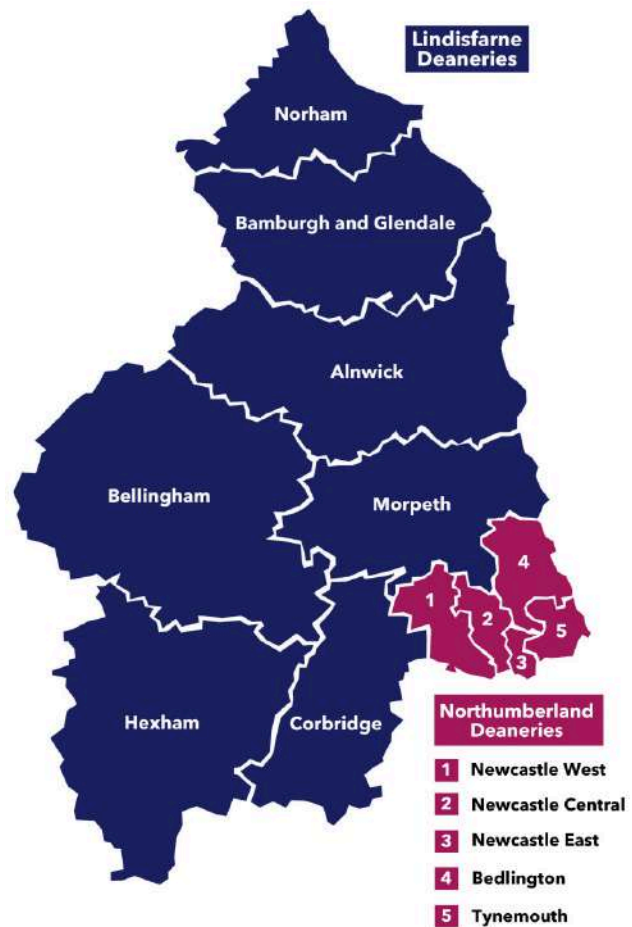 Lindisfarne
Deaneries
Norham
Bamburgh and Glendale
Alnwick
Bellingham
Morpeth
4
1
2
5
3
Hexham
Corbridge
Northumberland
Deaneries
1 Newcastle West
2 Newcastle Central
3 Newcastle East
4 Bedlington
5 Tynemouth